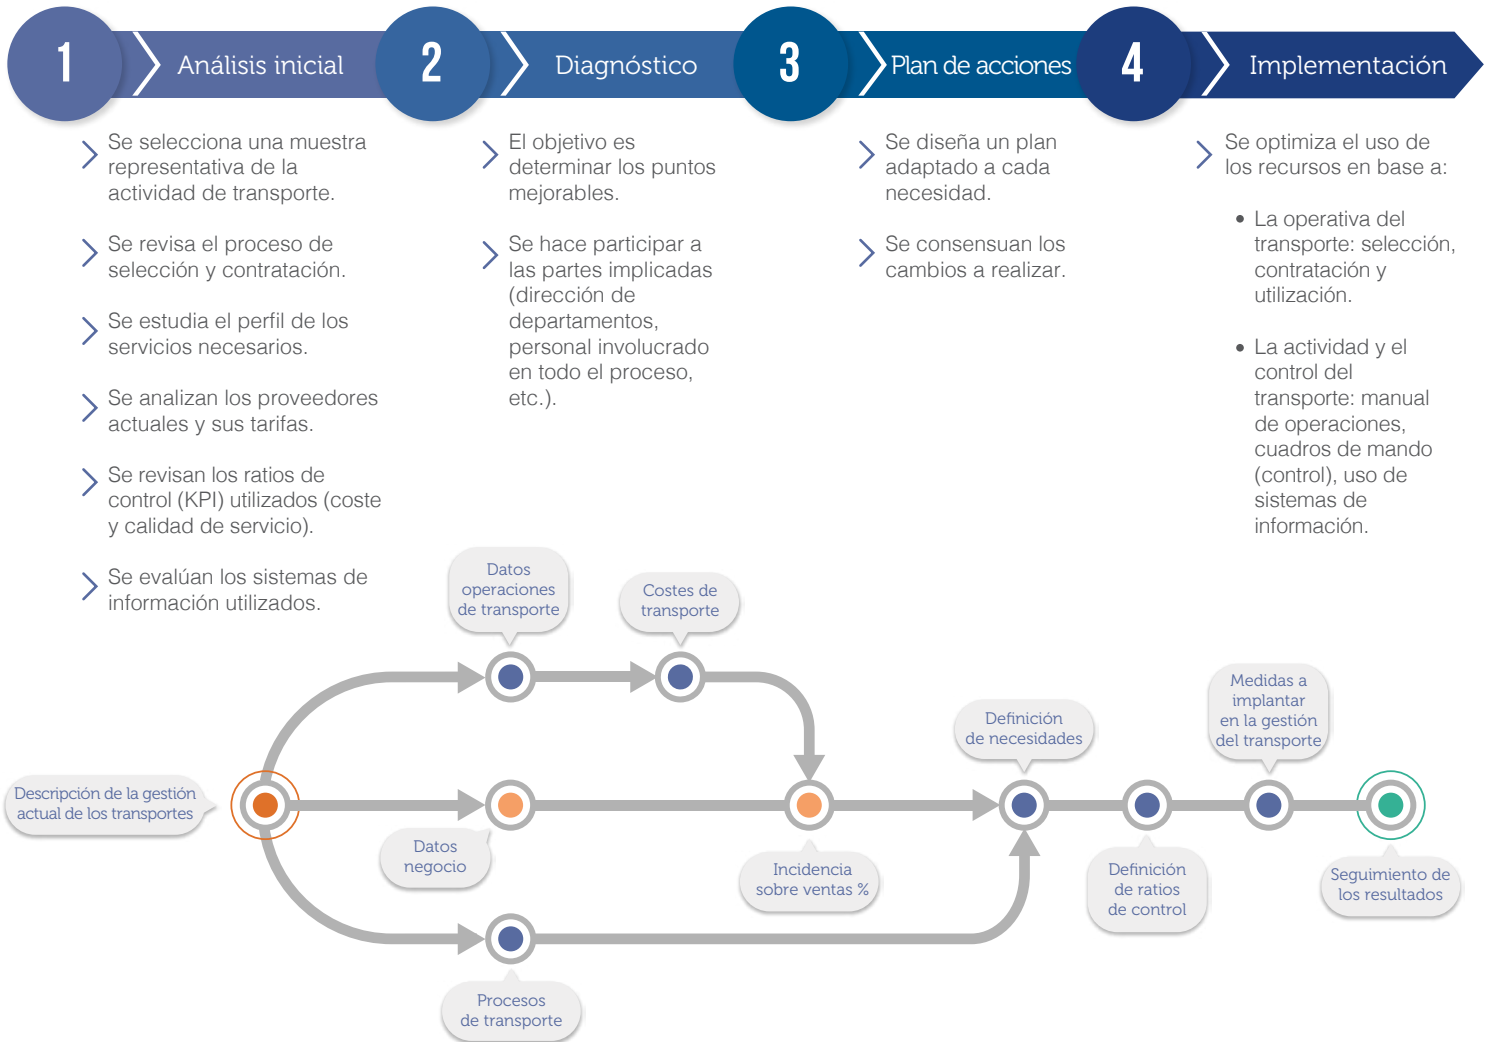 1
Análisis inicial
2
Diagnóstico
3
Plan de acciones
4
Implementación
Se selecciona una muestra
representativa de la
actividad de transporte.
Se revisa el proceso de
selección y contratación.
Se estudia el perfil de los
servicios necesarios.
Se analizan los proveedores
actuales y sus tarifas.
Se revisan los ratios de
control (KPI) utilizados (coste
y calidad de servicio).
Se evalúan los sistemas de
información utilizados.
El objetivo es
determinar los puntos
mejorables.
Se hace participar a
las partes implicadas
(dirección de
departamentos,
personal involucrado
en todo el proceso,
etc.).
Se diseña un plan
adaptado a cada
necesidad.
Se consensuan los
cambios a realizar.
Se optimiza el uso de
los recursos en base a:
• La operativa del
transporte: selección,
contratación y
utilización.
• La actividad y el
control del
transporte: manual
de operaciones,
cuadros de mando
(control), uso de
sistemas de
información.
Datos
operaciones
de transporte
Costes de
transporte
Descripción de la gestión
actual de los transportes
Datos
negocio
Incidencia
sobre ventas %
Procesos
de transporte
Definición
de necesidades
Definición
de ratios
de control
Medidas a
implantar
en la gestión
del transporte
Seguimiento de
los resultados